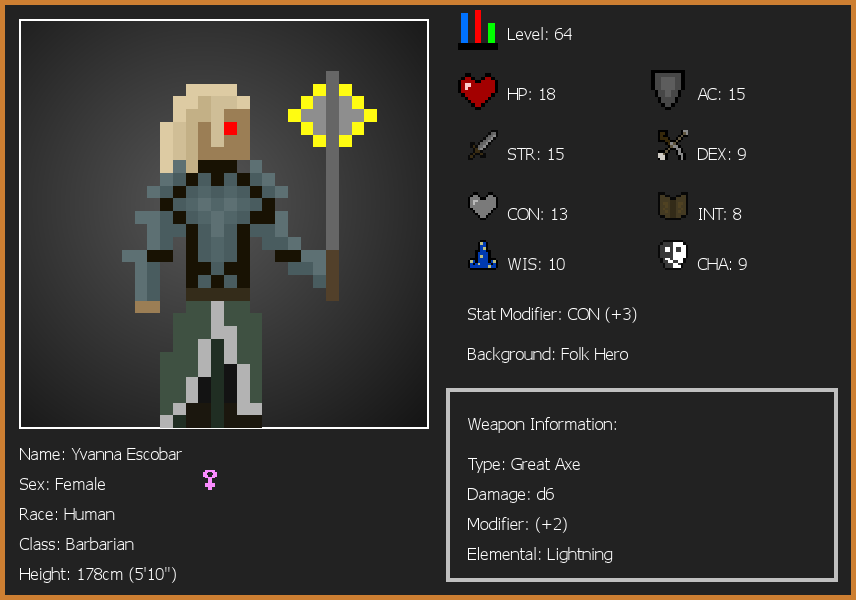 Level: 64
HP: 18
AC: 15
STR: 15
DEX: 9
CON: 13
INT: 8
WIS: 10
CHA: 9
Stat Modifier: CON (+3)
Background: Folk Hero
Weapon Information:
Type: Great Axe
Damage: d6
Modifier: (+2)
Elemental: Lightning
Name: Yvanna Escobar
Sex: Female
Race: Human
Class: Barbarian
Height: 178cm (5'10")